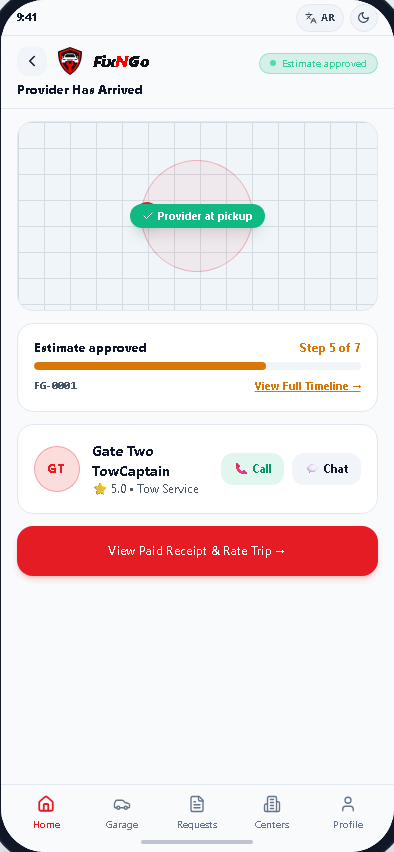 9:41
AR
FixNGo
Estimate approved
Provider Has Arrived
Provider at pickup
Estimate approved
Step 5 of 7
FG-0001
View Full Timeline →
GT
Gate Two
TowCaptain
5.0 • Tow Service
Call
Chat
View Paid Receipt & Rate Trip →
Home
Garage
Requests
Centers
Profile